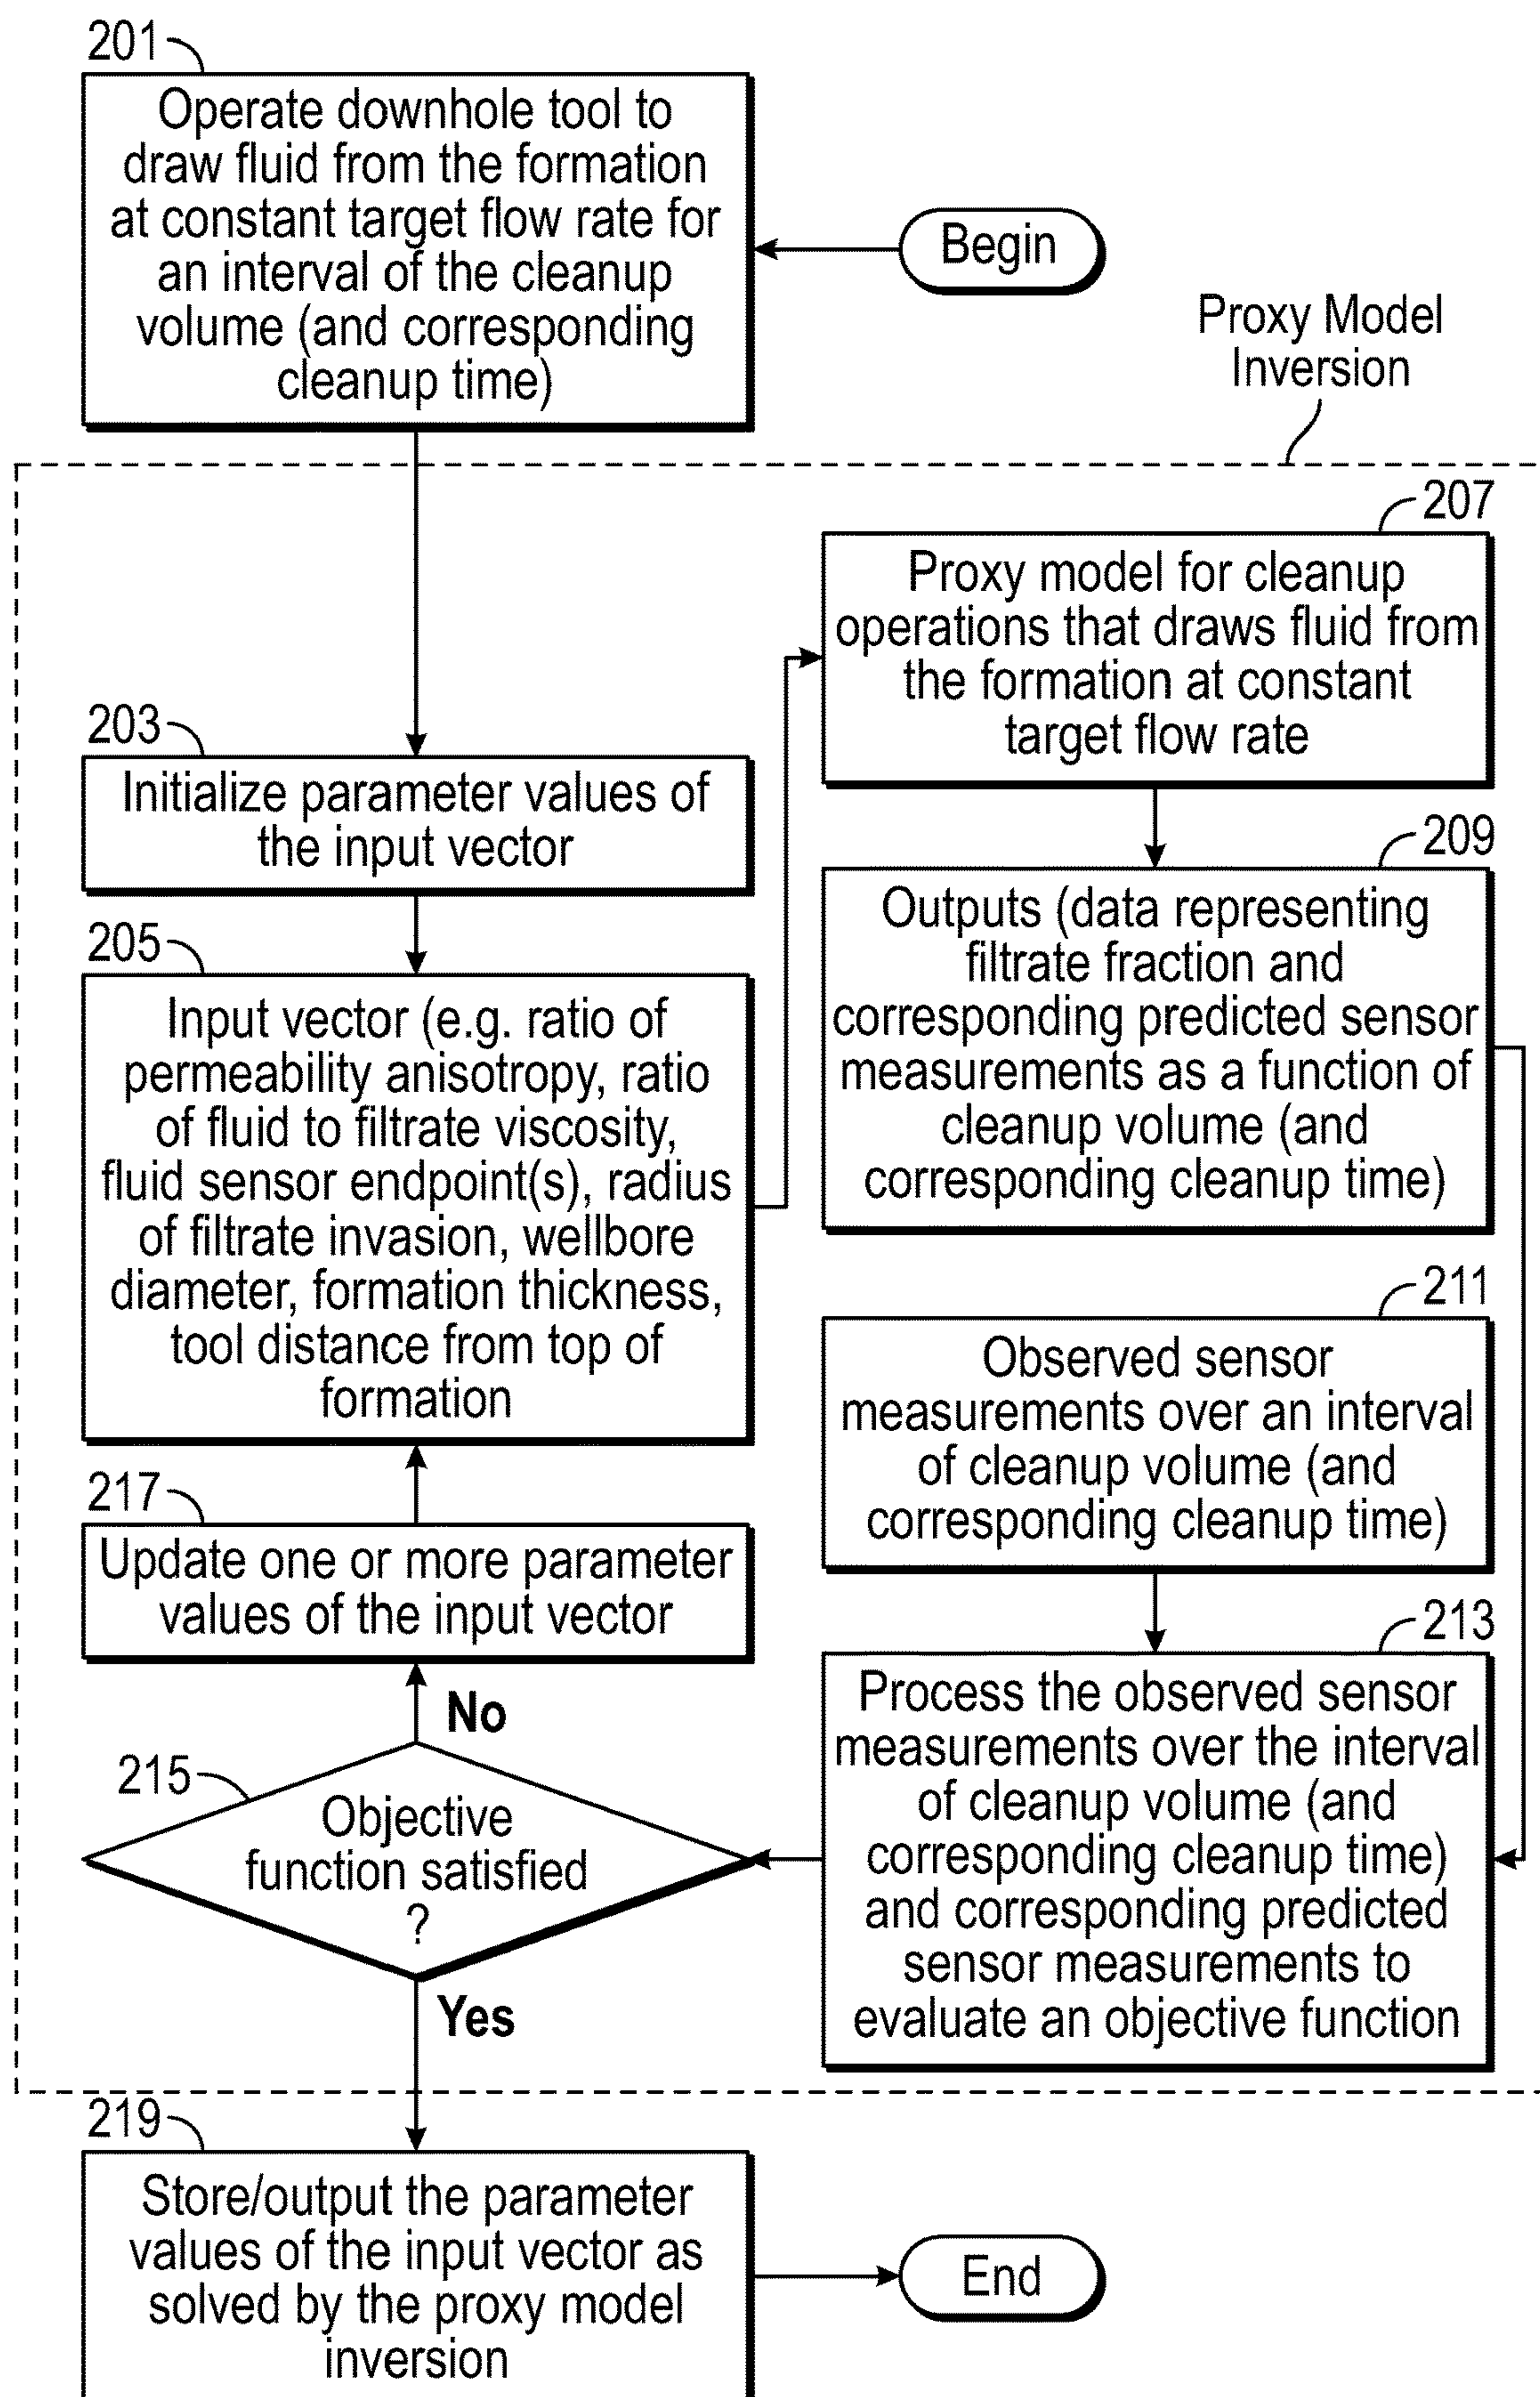 201
Operate downhole tool to
draw fluid from the formation
at constant target flow rate for
an interval of the cleanup
volume (and corresponding
cleanup time)
Begin
Proxy Model
Inversion
203
Initialize parameter values of
the input vector
205
Input vector (e.g. ratio of
permeability anisotropy, ratio
of fluid to filtrate viscosity,
fluid sensor endpoint(s), radius
of filtrate invasion, wellbore
diameter, formation thickness,
tool distance from top of
formation
207
Proxy model for cleanup
operations that draws fluid from
the formation at constant
target flow rate
209
Outputs (data representing
filtrate fraction and
corresponding predicted sensor
measurements as a function of
cleanup volume (and
corresponding cleanup time)
211
Observed sensor
measurements over an interval
of cleanup volume (and
corresponding cleanup time)
213
Process the observed sensor
measurements over the interval
of cleanup volume (and
corresponding cleanup time)
and corresponding predicted
sensor measurements to
evaluate an objective function
217
Update one or more parameter
values of the input vector
No
215
Objective
function satisfied
?
Yes
219
Store/output the parameter
values of the input vector as
solved by the proxy model
inversion
End